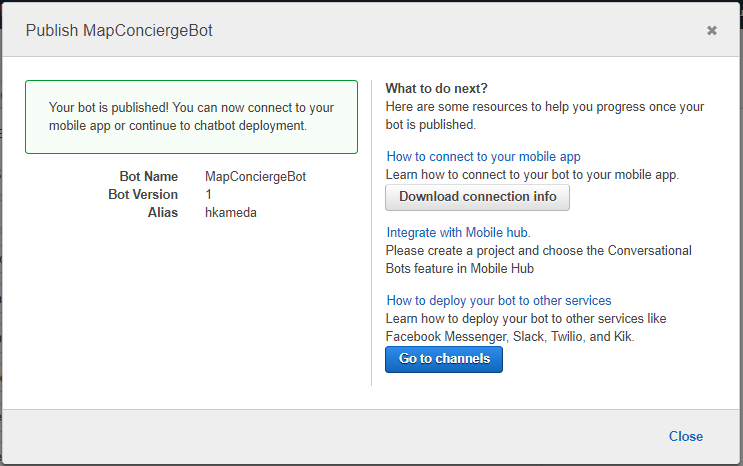 Publish MapConciergeBot
Your bot is published! You can now connect to your
mobile app or continue to chatbot deployment.
Bot Name MapConciergeBot
Bot Version 1
Alias hkameda
What to do next?
Here are some resources to help you progress once your
bot is published.
How to connect to your mobile app
Learn how to connect to your bot to your mobile app.
Download connection info
Integrate with Mobile hub.
Please create a project and choose the Conversational
Bots feature in Mobile Hub
How to deploy your bot to other services
Learn how to deploy your bot to other services like
Facebook Messenger, Slack, Twilio, and Kik.
Go to channels
Close